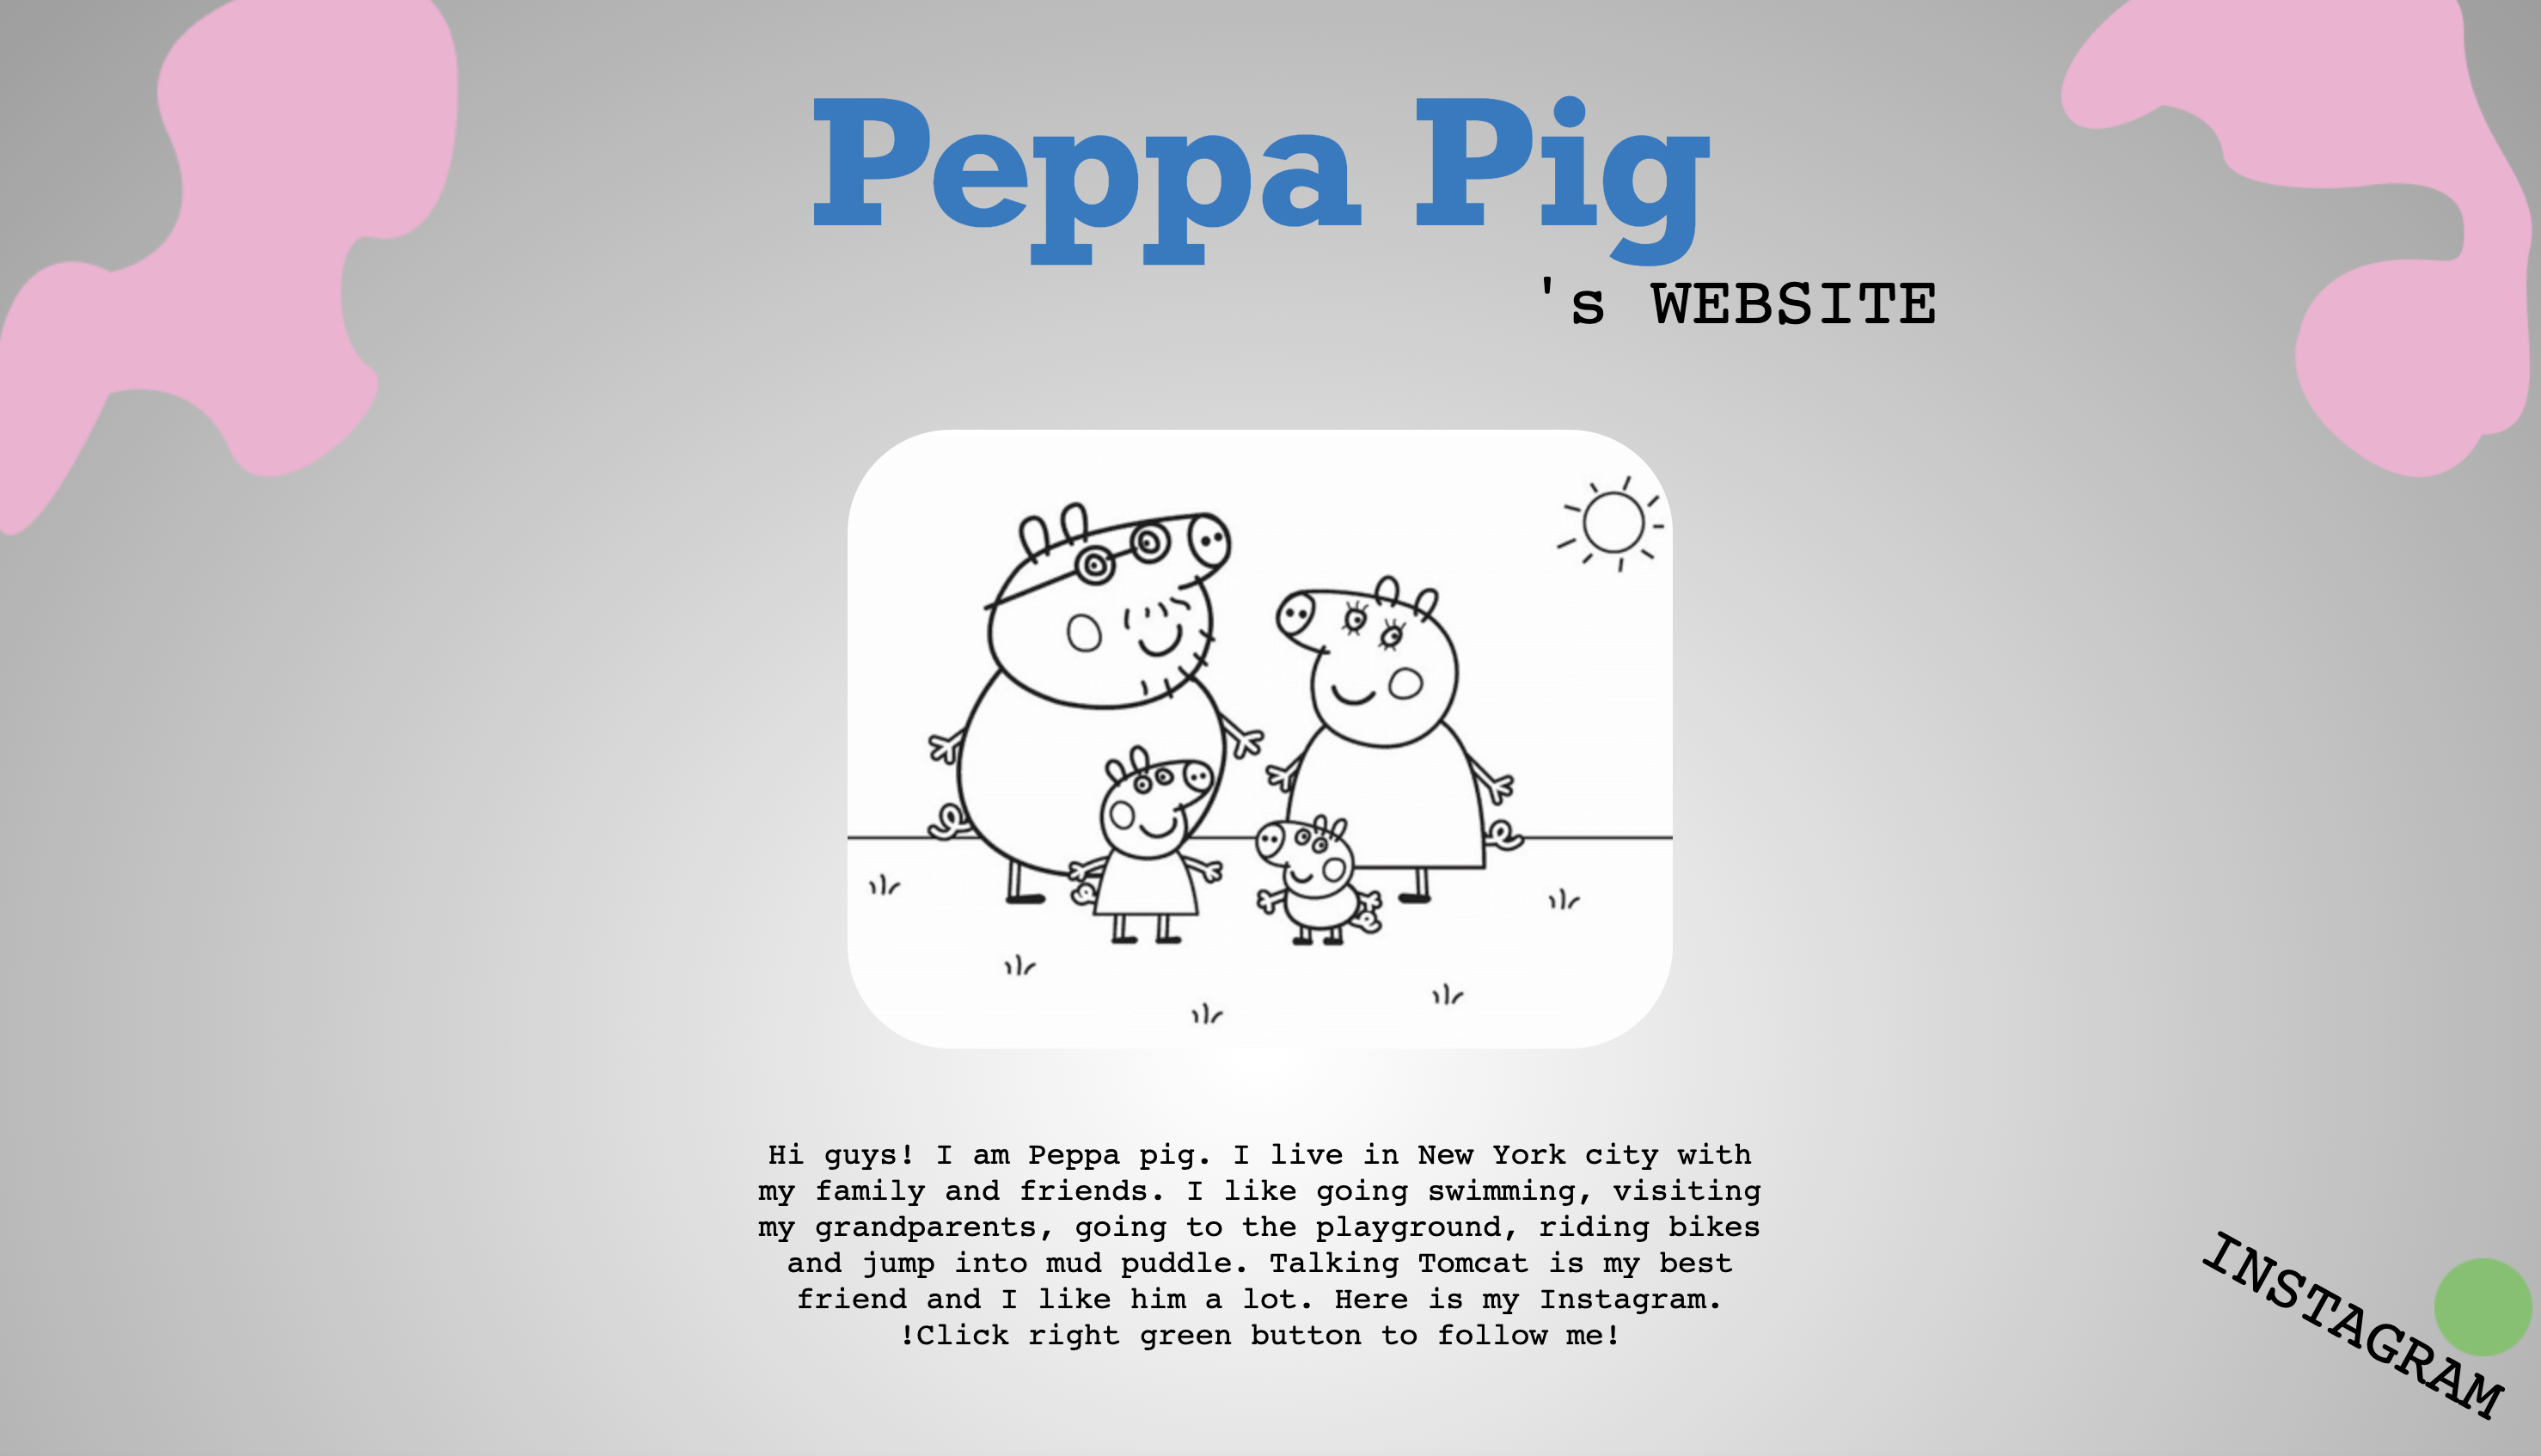 Peppa Pig
's WEBSITE
Hi guys! I am Peppa pig. I live in New York city with
my family and friends. I like going swimming, visiting
my grandparents, going to the playground, riding bikes
and jump into mud puddle. Talking Tomcat is my best
friend and I like him a lot. Here is my Instagram.
!Click right green button to follow me!
INSTAGRAM